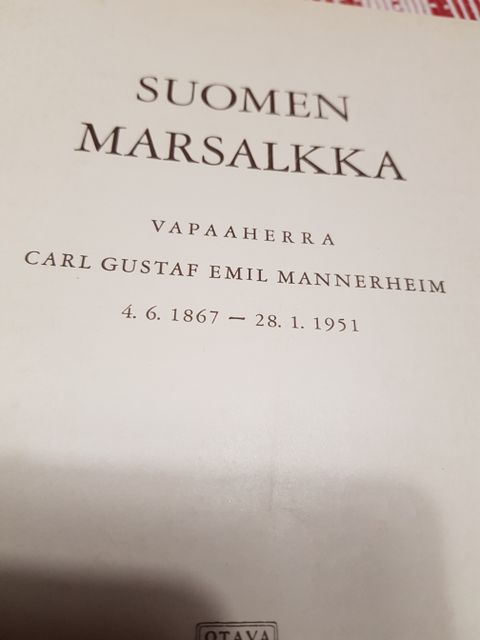 SUOMEN
MARSALKKA
VAPAAHERRA
CARL GUSTAF EMIL MANNERHEIM
4. 6. 1867 — 28. 1. 1951
OTAVA